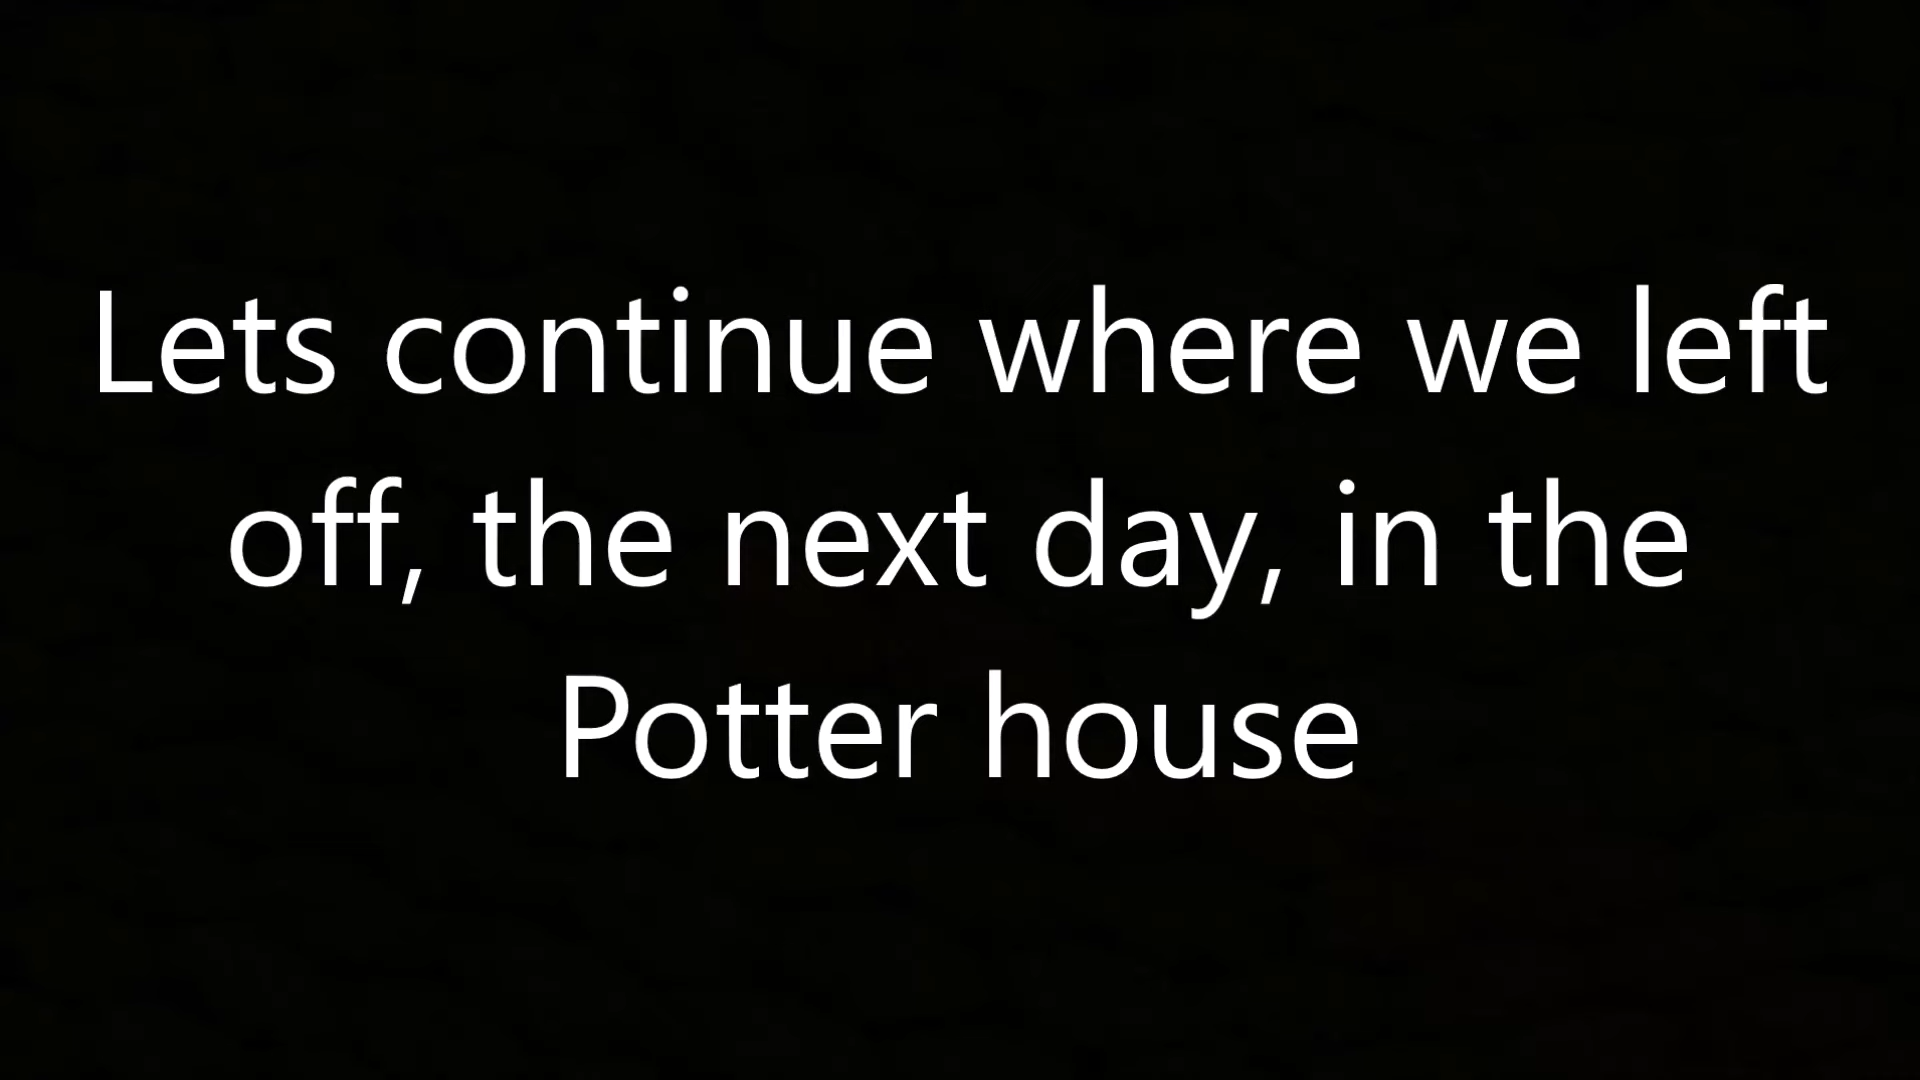 Lets continue where we left
off, the next day, in the
Potter house